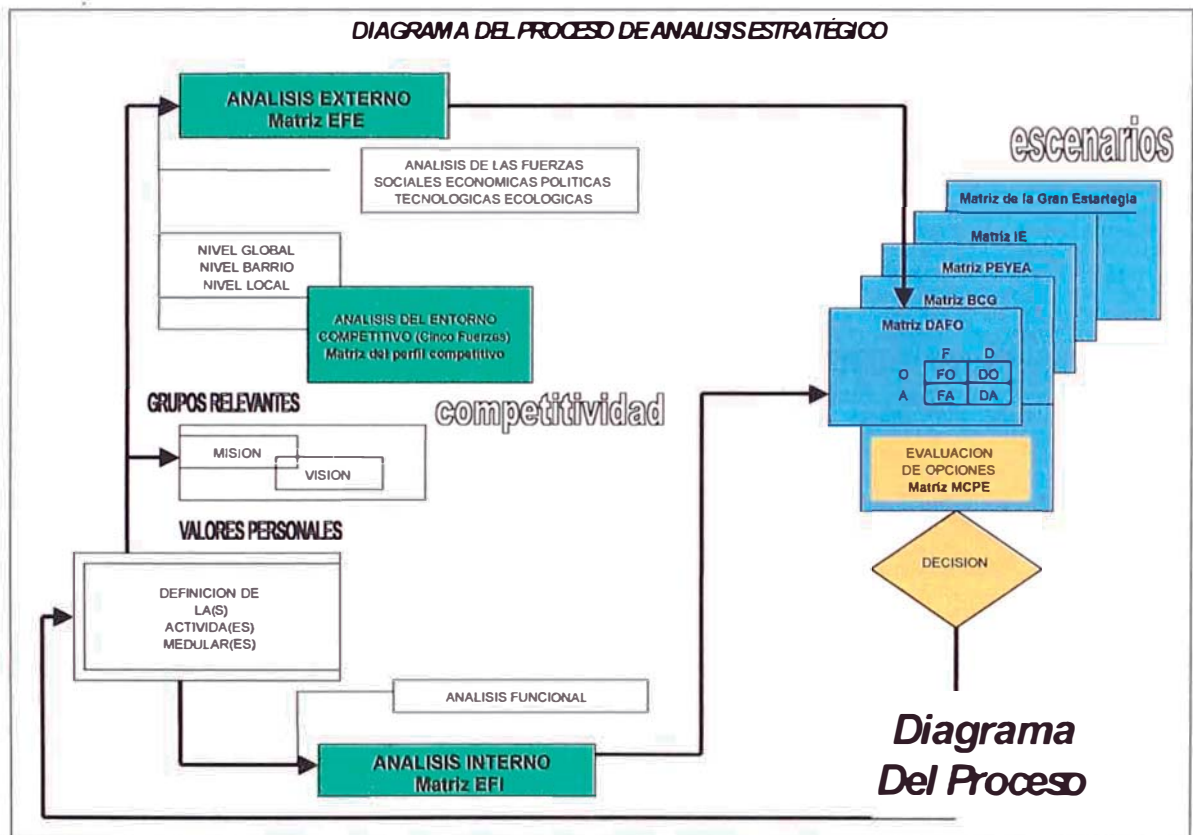 DIAGRAMA DEL PROCESO DE ANALISIS ESTRATÉGICO
ANALISIS EXTERNO
Matriz EFE
ANALISIS DE LAS FUERZAS
SOCIALES ECONOMICAS POLITICAS
TECNOLOGICAS ECOLOGICAS
NIVEL GLOBAL
NIVEL BARRIO
NIVEL LOCAL
ANALISIS DEL ENTORNO
COMPETITIVO (Cinco Fuerzas)
Matriz del perfil competitivo
escenarios
Matriz de la Gran Estartegia
Matriz IE
Matriz PEYEA
Matriz BCG
Matriz DAFO
F D
O FO DO
A FA DA
EVALUACION
DE OPCIONES
Matriz MCPE
DECISION
GRUPOS RELEVANTES
competitividad
MISION
VISION
VALORES PERSONALES
DEFINICION DE
LA(S)
ACTIVIDA(ES)
MEDULAR(ES)
ANALISIS FUNCIONAL
ANALISIS INTERNO
Matriz EFI
Diagrama
Del Proceso